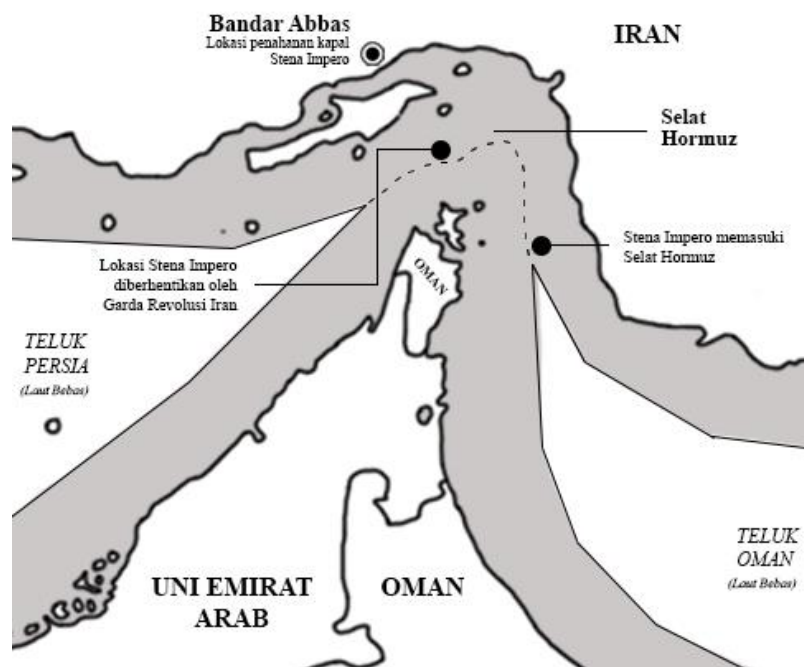 Bandar Abbas
Lokasi penahanan kapal
Stena Impero
IRAN
Selat
Hormuz
Stena Impero memasuki
Selat Hormuz
Lokasi Stena Impero
diberhentikan oleh
Garda Revolusi Iran
OMAN
TELUK
PERSIA
(Laut Bebas)
UNI EMIRAT
ARAB
OMAN
TELUK
OMAN
(Laut Bebas)